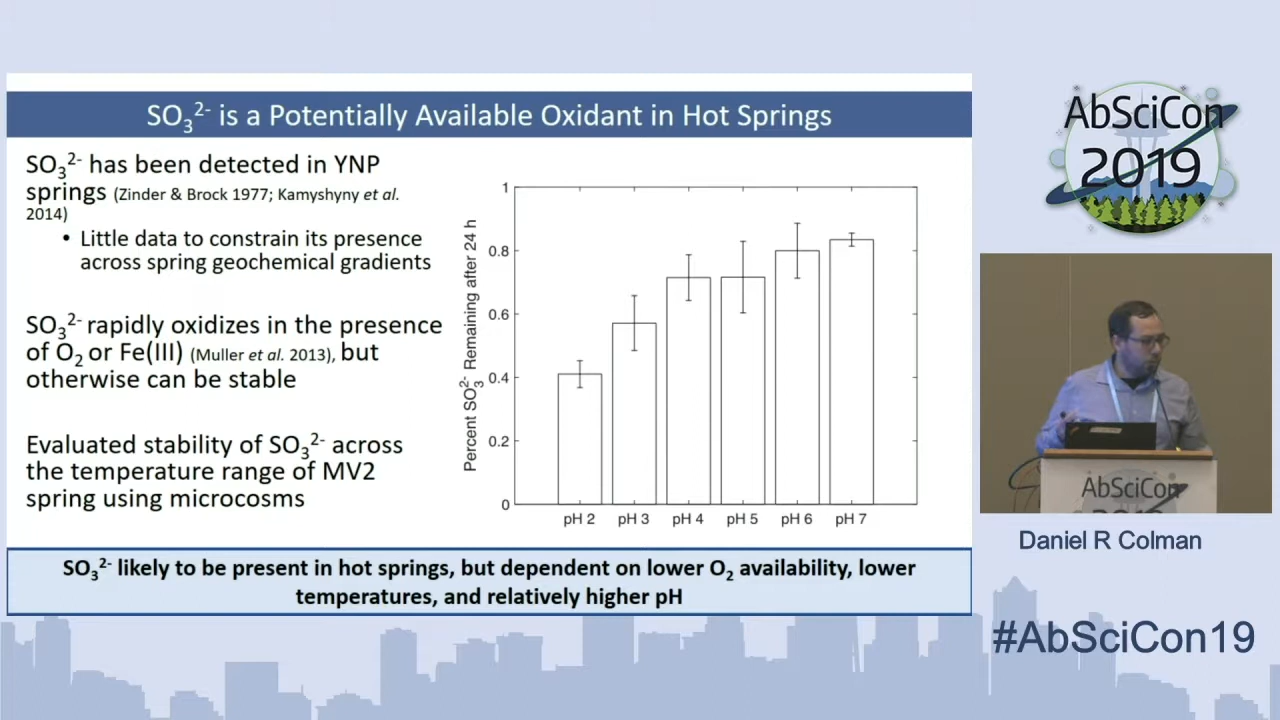 SO₃²⁻ is a Potentially Available Oxidant in Hot Springs
SO₃²⁻ has been detected in YNP
springs (Zinder & Brock 1977; Kamyshyny et al.
2014)
• Little data to constrain its presence
across spring geochemical gradients
SO₃²⁻ rapidly oxidizes in the presence
of O₂ or Fe(III) (Muller et al. 2013), but
otherwise can be stable
Evaluated stability of SO₃²⁻ across
the temperature range of MV2
spring using microcosms
Percent SO₃²⁻ Remaining after 24 h
1
0.8
0.6
0.4
0.2
0
pH 2 pH 3 pH 4 pH 5 pH 6 pH 7
SO₃²⁻ likely to be present in hot springs, but dependent on lower O₂ availability, lower
temperatures, and relatively higher pH
AbSciCon
2019
AbSciCon
Daniel R Colman
#AbSciCon19